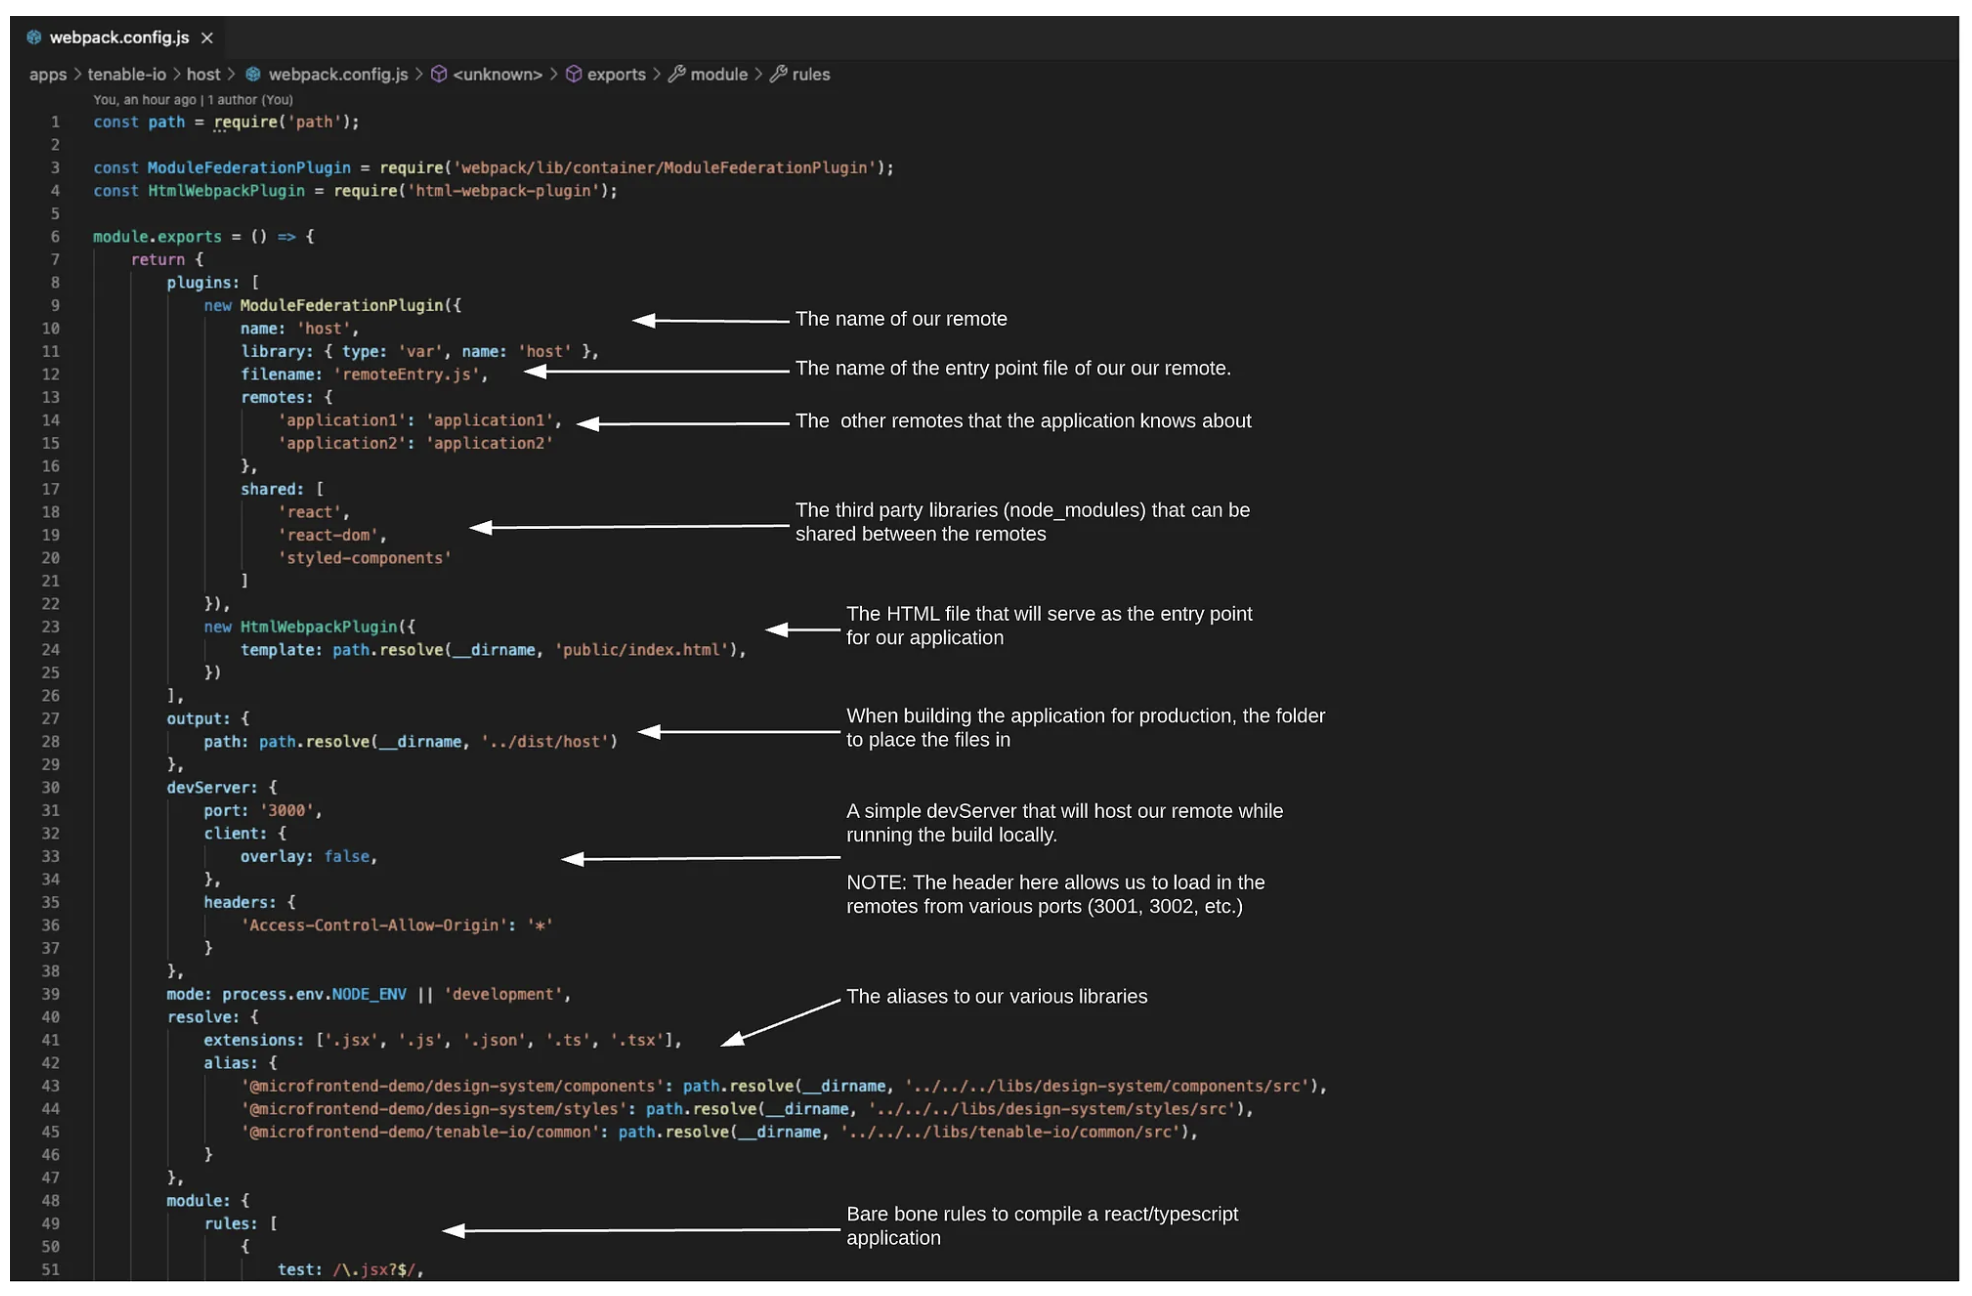 webpack.config.js ×
apps > tenable-io > host > webpack.config.js > <unknown> > exports > module > rules
You, an hour ago | 1 author (You)
1 const path = require('path');
2
3 const ModuleFederationPlugin = require('webpack/lib/container/ModuleFederationPlugin');
4 const HtmlWebpackPlugin = require('html-webpack-plugin');
5
6 module.exports = () => {
7 return {
8 plugins: [
9 new ModuleFederationPlugin({
The name of our remote
10 name: 'host',
11 library: { type: 'var', name: 'host' },
12 filename: 'remoteEntry.js',
The name of the entry point file of our our remote.
13 remotes: {
14 'application1': 'application1',
The  other remotes that the application knows about
15 'application2': 'application2'
16 },
17 shared: [
18 'react',
The third party libraries (node_modules) that can be
19 'react-dom',
shared between the remotes
20 'styled-components'
21 ]
22 }),
The HTML file that will serve as the entry point
23 new HtmlWebpackPlugin({
for our application
24 template: path.resolve(__dirname, 'public/index.html'),
25 })
26 ],
27 output: {
When building the application for production, the folder
28 path: path.resolve(__dirname, '../dist/host')
to place the files in
29 },
30 devServer: {
31 port: '3000',
A simple devServer that will host our remote while
32 client: {
running the build locally.
33 overlay: false,
34 },
NOTE: The header here allows us to load in the
35 headers: {
remotes from various ports (3001, 3002, etc.)
36 'Access-Control-Allow-Origin': '*'
37 }
38 },
39 mode: process.env.NODE_ENV || 'development',
The aliases to our various libraries
40 resolve: {
41 extensions: ['.jsx', '.js', '.json', '.ts', '.tsx'],
42 alias: {
43 '@microfrontend-demo/design-system/components': path.resolve(__dirname, '../../../libs/design-system/components/src'),
44 '@microfrontend-demo/design-system/styles': path.resolve(__dirname, '../../../libs/design-system/styles/src'),
45 '@microfrontend-demo/tenable-io/common': path.resolve(__dirname, '../../../libs/tenable-io/common/src'),
46 }
47 },
48 module: {
Bare bone rules to compile a react/typescript
49 rules: [
application
50 {
51 test: /\.jsx?$/,